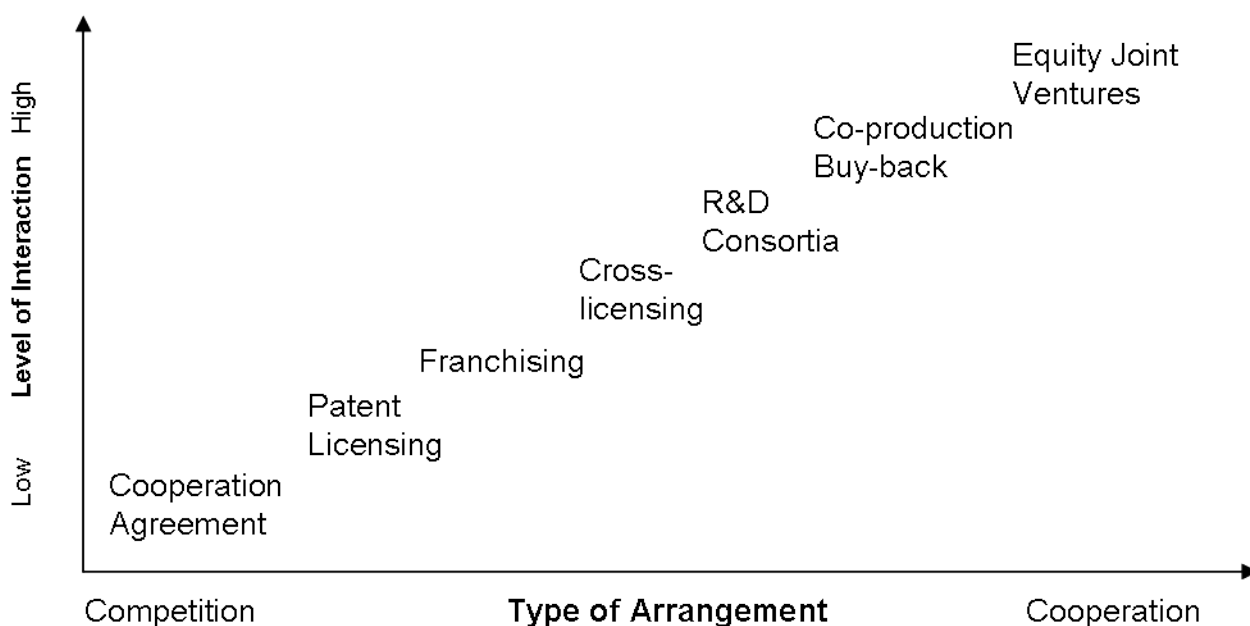 High
Level of Interaction
Low
Equity Joint
Ventures
Co-production
Buy-back
R&D
Consortia
Cross-
licensing
Franchising
Patent
Licensing
Cooperation
Agreement
Competition
Type of Arrangement
Cooperation